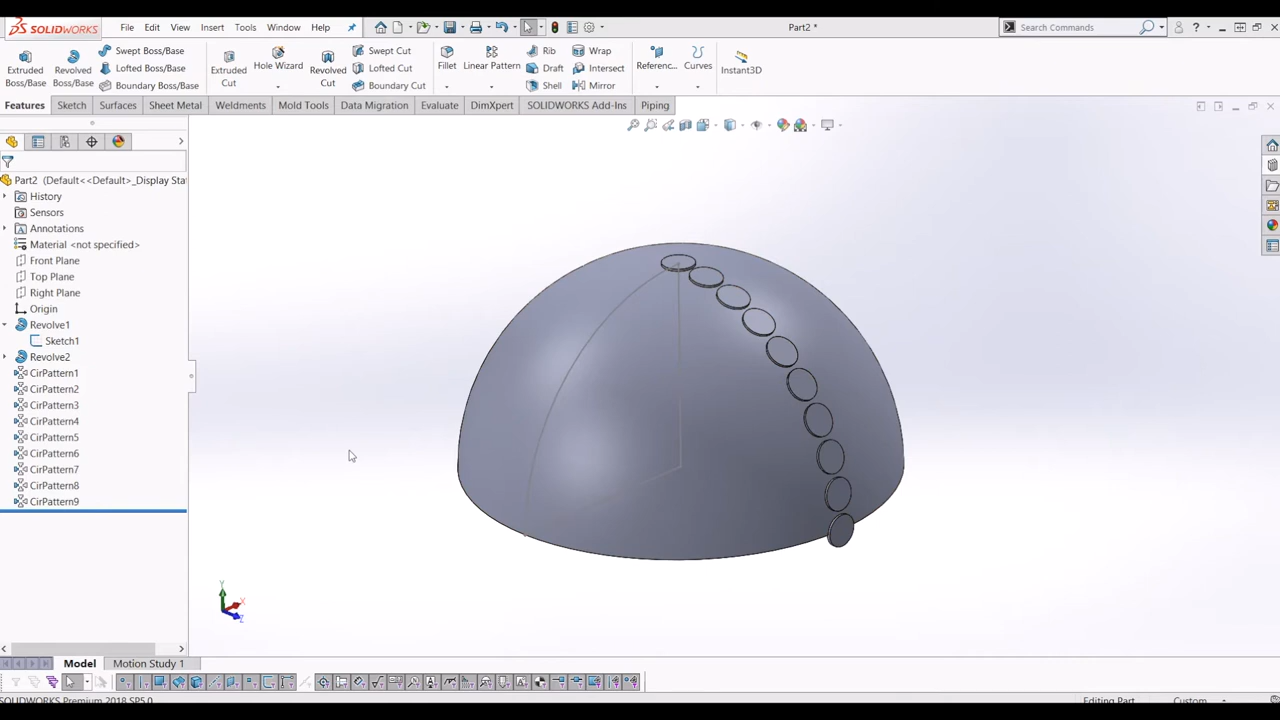 SOLIDWORKS File Edit View Insert Tools Window Help Part2 * Search Commands
Extruded Boss/Base Revolved Boss/Base Swept Boss/Base Lofted Boss/Base Boundary Boss/Base Extruded Cut Hole Wizard Revolved Cut Swept Cut Lofted Cut Boundary Cut Fillet Linear Pattern Rib Draft Shell Wrap Intersect Mirror Referenc... Curves Instant3D
Features Sketch Surfaces Sheet Metal Weldments Mold Tools Data Migration Evaluate DimXpert SOLIDWORKS Add-Ins Piping
Part2 (Default<<Default>_Display Sta
History
Sensors
Annotations
Material <not specified>
Front Plane
Top Plane
Right Plane
Origin
Revolve1
Sketch1
Revolve2
CirPattern1
CirPattern2
CirPattern3
CirPattern4
CirPattern5
CirPattern6
CirPattern7
CirPattern8
CirPattern9
Y X Z
Model Motion Study 1
SOLIDWORKS Premium 2018 SP5.0 Editing Part Custom